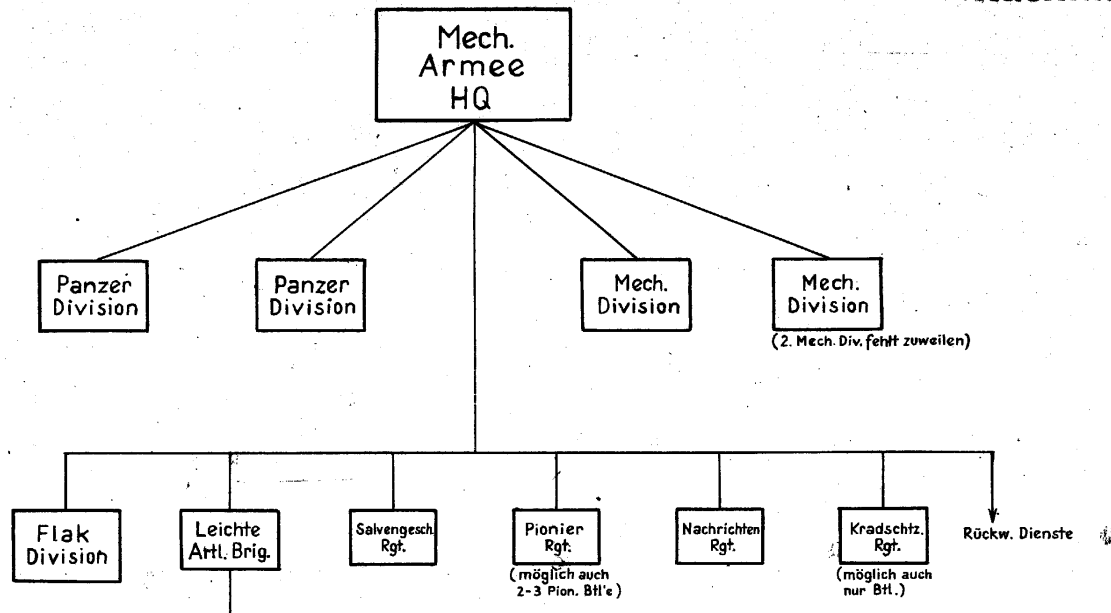 Mech.
Armee
HQ
Panzer
Division
Panzer
Division
Mech.
Division
Mech.
Division
(2. Mech. Div. fehlt zuweilen)
Flak
Division
Leichte
Artl. Brig.
Salvengesch.
Rgt.
Pionier
Rgt.
(möglich auch
2-3 Pion. Btl'e)
Nachrichten
Rgt.
Kradschtz.
Rgt.
(möglich auch
nur Btl.)
Rückw. Dienste